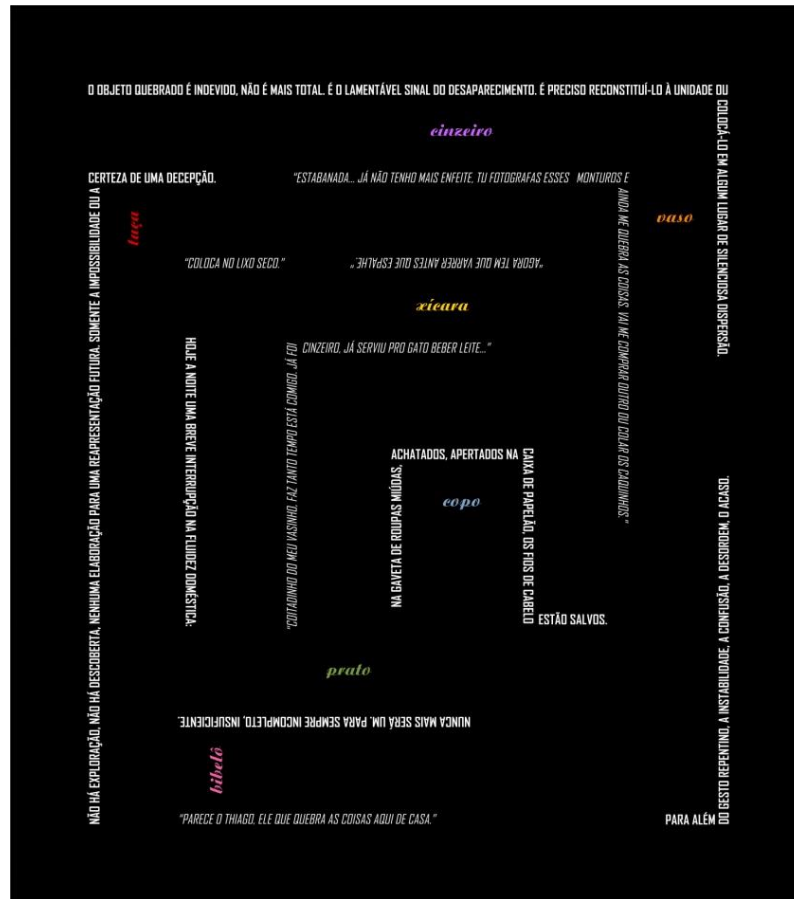 O OBJETO QUEBRADO É INDEVIDO, NÃO É MAIS TOTAL. É O LAMENTÁVEL SINAL DO DESAPARECIMENTO. É PRECISO RECONSTITUÍ-LO À UNIDADE OU
COLOCÁ-LO EM ALGUM LUGAR DE SILENCIOSA DISPERSÃO.
cinzeiro
NÃO HÁ EXPLORAÇÃO, NÃO HÁ DESCOBERTA, NENHUMA ELABORAÇÃO PARA UMA REAPRESENTAÇÃO FUTURA. SOMENTE A IMPOSSIBILIDADE OU A
CERTEZA DE UMA DECEPÇÃO.
"ESTABANADA... JÁ NÃO TENHO MAIS ENFEITE, TU FOTOGRAFAS ESSES MONTUROS E
AINDA ME QUEBRA AS COISAS. VAI ME COMPRAR OUTRO OU COLAR OS CAQUINHOS."
taça
vaso
"COLOCA NO LIXO SECO."
"AGORA TEM QUE VARRER ANTES QUE ESPALHE."
xícara
HOJE A NOITE UMA BREVE INTERRUPÇÃO NA FLUIDEZ DOMÉSTICA:
"COITADINHO DO MEU VASINHO, FAZ TANTO TEMPO ESTÁ COMIGO. JÁ FOI
CINZEIRO, JÁ SERVIU PRO GATO BEBER LEITE..."
NA GAVETA DE ROUPAS MIÚDAS,
ACHATADOS, APERTADOS NA
CAIXA DE PAPELÃO, OS FIOS DE CABELO
ESTÃO SALVOS.
copo
prato
NUNCA MAIS SERÁ UM, PARA SEMPRE INCOMPLETO, INSUFICIENTE.
bibelô
"PARECE O THIAGO, ELE QUE QUEBRA AS COISAS AQUI DE CASA."
PARA ALÉM
DO GESTO REPENTINO, A INSTABILIDADE, A CONFUSÃO, A DESORDEM, O ACASO.